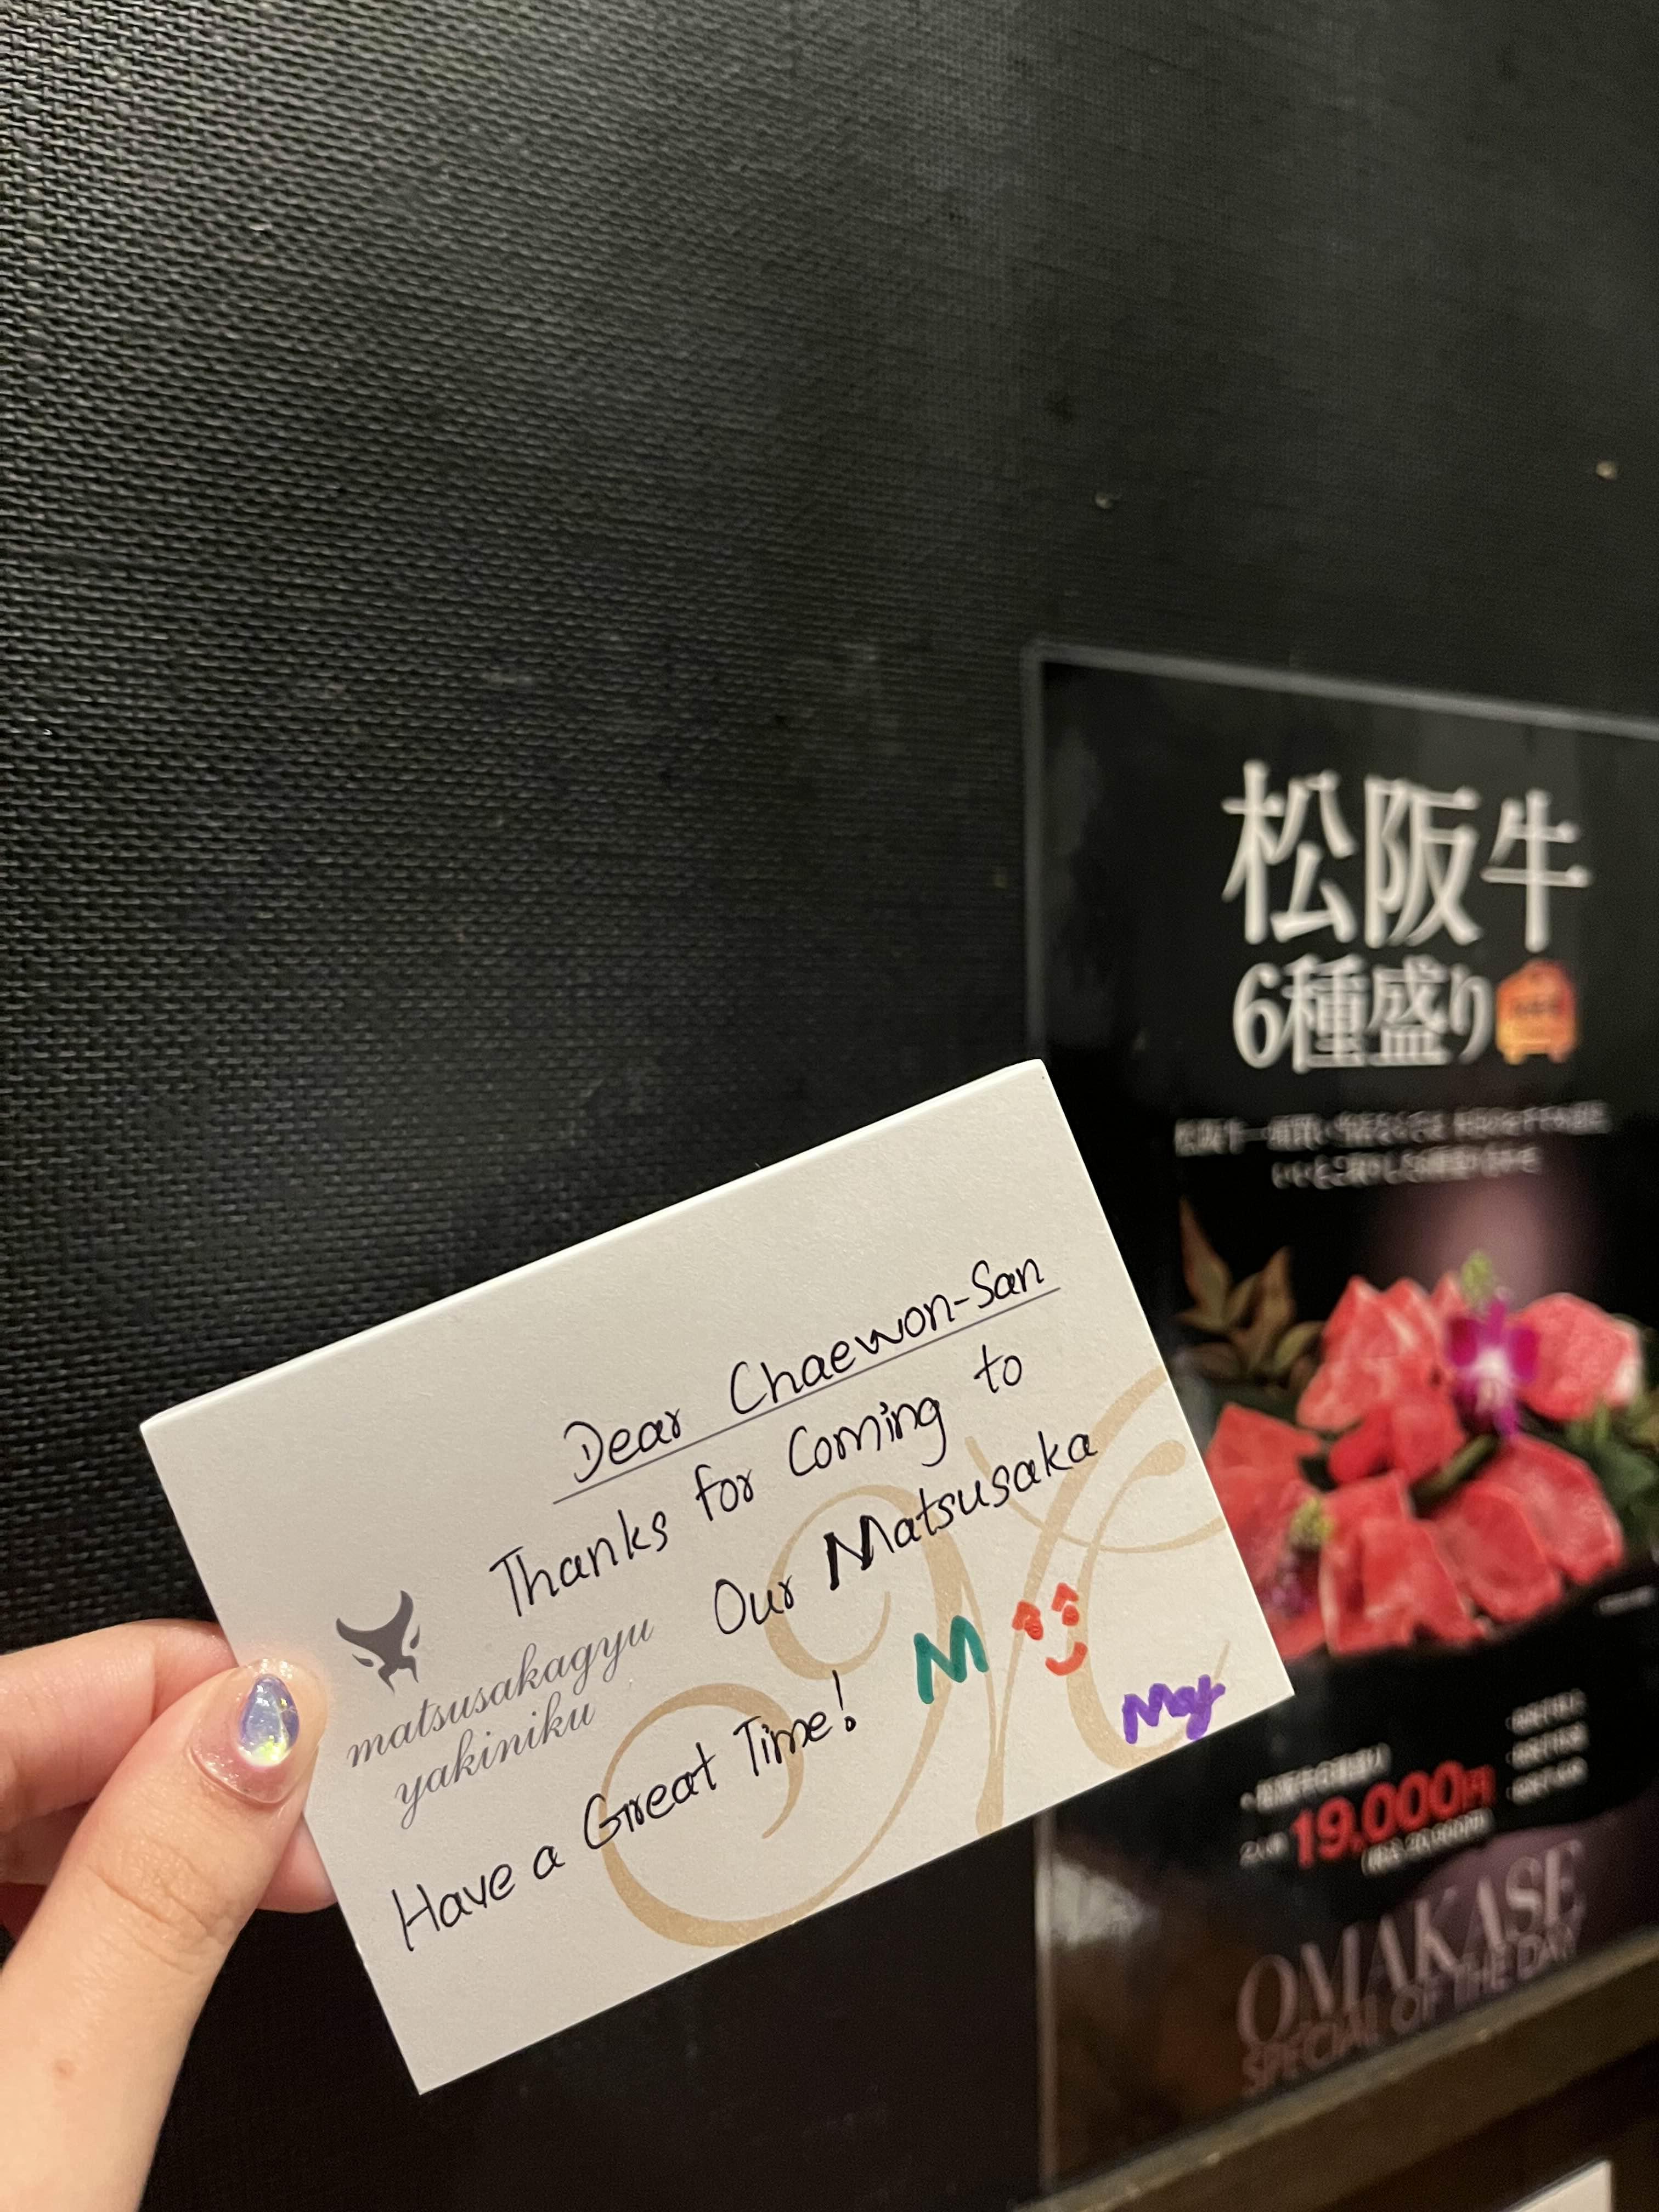 Dear Chaewon-San
Thanks for Coming to
Our Matsusaka
M
matsusakagyu
yakiniku
Have a Great Time!
松阪牛
6種盛り
19,000円
OMAKASE
SPECIAL OF THE DAY